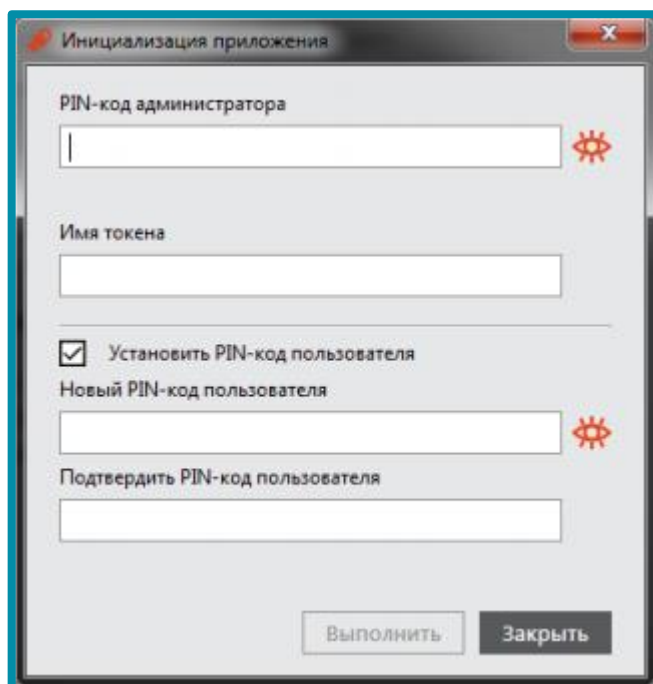 Инициализация приложения
PIN-код администратора
Имя токена
Установить PIN-код пользователя
Новый PIN-код пользователя
Подтвердить PIN-код пользователя
Выполнить Закрыть